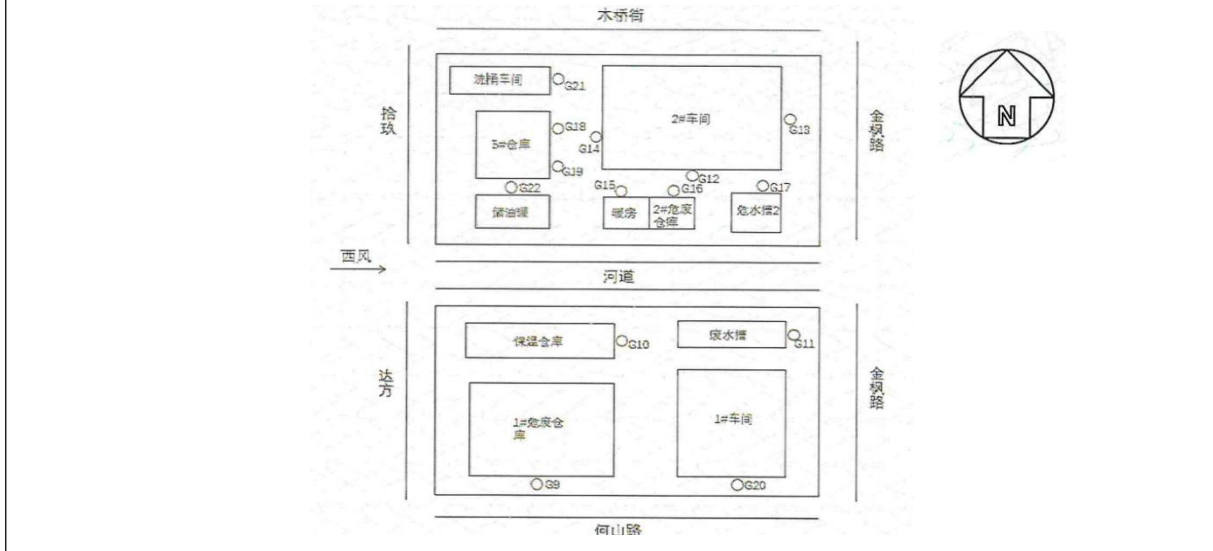 木桥街
洗桶车间
G21
拾玖
5#仓库
G18
G19
G14
2#车间
G13
金枫路
G12
G22
G15
G16
G17
储油罐
暖房
2#危废
仓库
危水槽2
N
西风
河道
保温仓库
G10
废水槽
G11
达方
1#危废仓
库
1#车间
金枫路
G9
G20
何山路